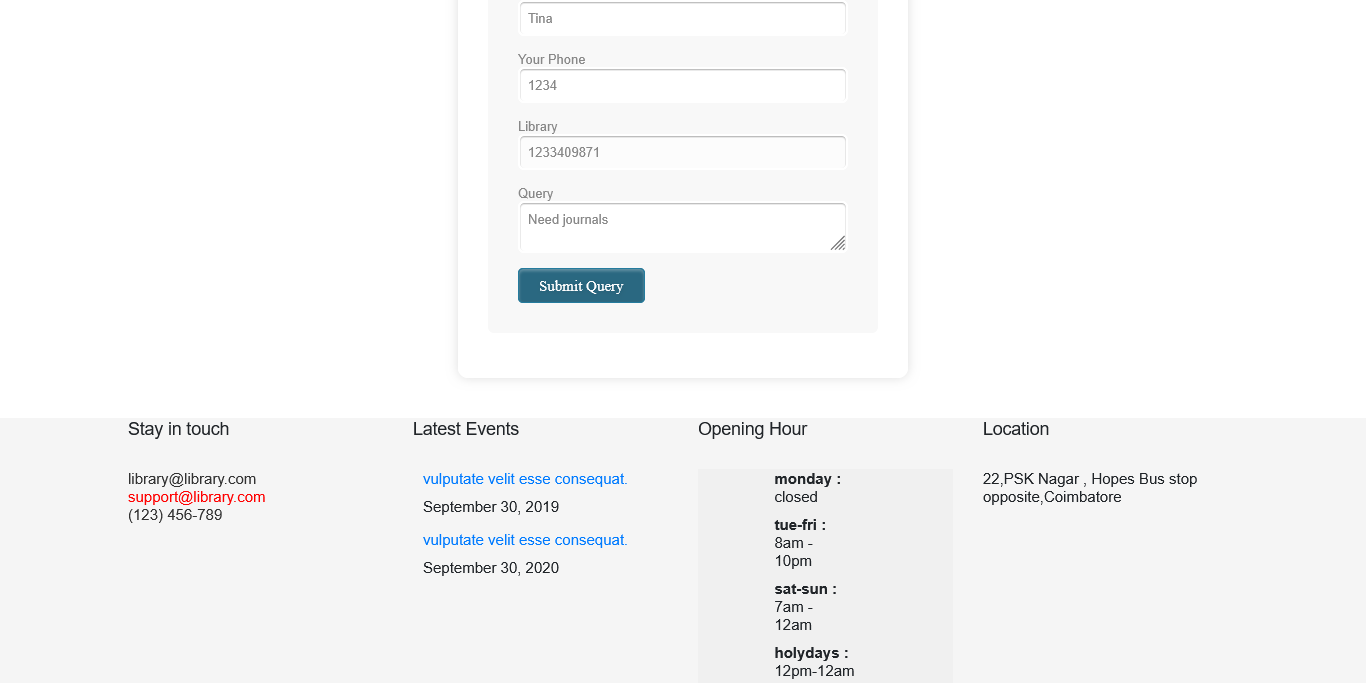 Tina
Your Phone
1234
Library
1233409871
Query
Need journals
Submit Query
Stay in touch
library@library.com
support@library.com
(123) 456-789
Latest Events
vulputate velit esse consequat.
September 30, 2019
vulputate velit esse consequat.
September 30, 2020
Opening Hour
monday :
closed
tue-fri :
8am -
10pm
sat-sun :
7am -
12am
holydays :
12pm-12am
Location
22,PSK Nagar , Hopes Bus stop
opposite,Coimbatore